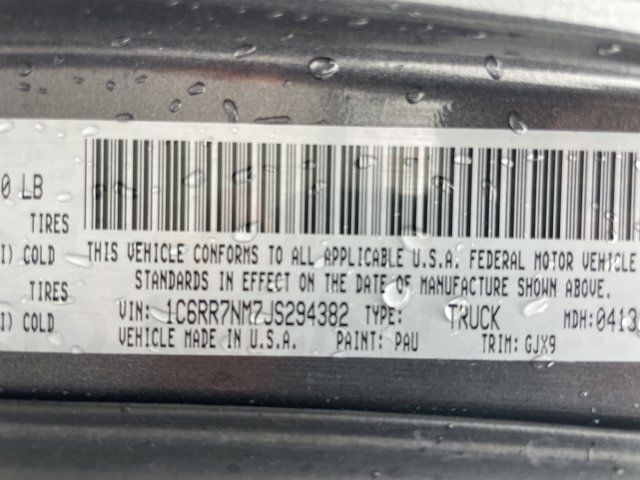 0 LB
TIRES
I) COLD THIS VEHICLE CONFORMS TO ALL APPLICABLE U.S.A. FEDERAL MOTOR VEHICLE
TIRES STANDARDS IN EFFECT ON THE DATE OF MANUFACTURE SHOWN ABOVE.
I) COLD VIN: 1C6RR7NM7JS294382 TYPE: TRUCK MDH: 0413
VEHICLE MADE IN U.S.A. PAINT: PAU TRIM: GJX9